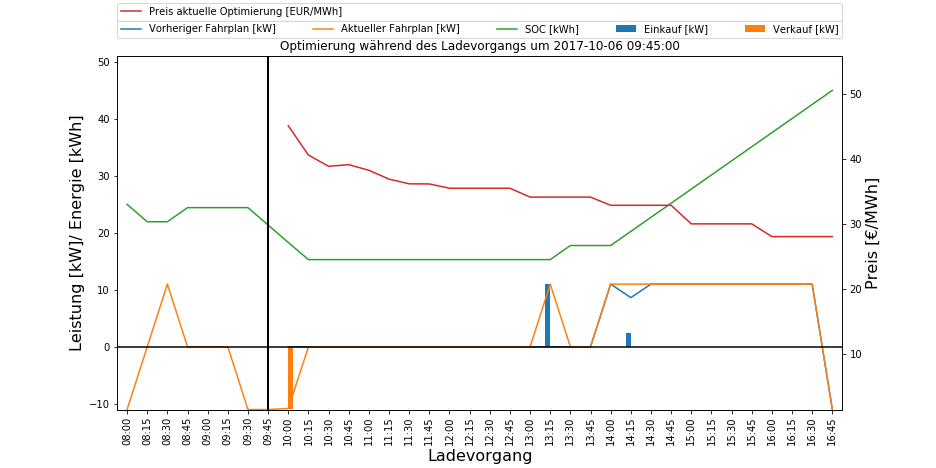 Preis aktuelle Optimierung [EUR/MWh]
Vorheriger Fahrplan [kW] Aktueller Fahrplan [kW] SOC [kWh] Einkauf [kW] Verkauf [kW]
Optimierung während des Ladevorgangs um 2017-10-06 09:45:00
Leistung [kW]/ Energie [kWh]
50
40
30
20
10
0
−10
50
40
30
20
10
Preis [€/MWh]
08:00 08:15 08:30 08:45 09:00 09:15 09:30 09:45 10:00 10:15 10:30 10:45 11:00 11:15 11:30 11:45 12:00 12:15 12:30 12:45 13:00 13:15 13:30 13:45 14:00 14:15 14:30 14:45 15:00 15:15 15:30 15:45 16:00 16:15 16:30 16:45
Ladevorgang